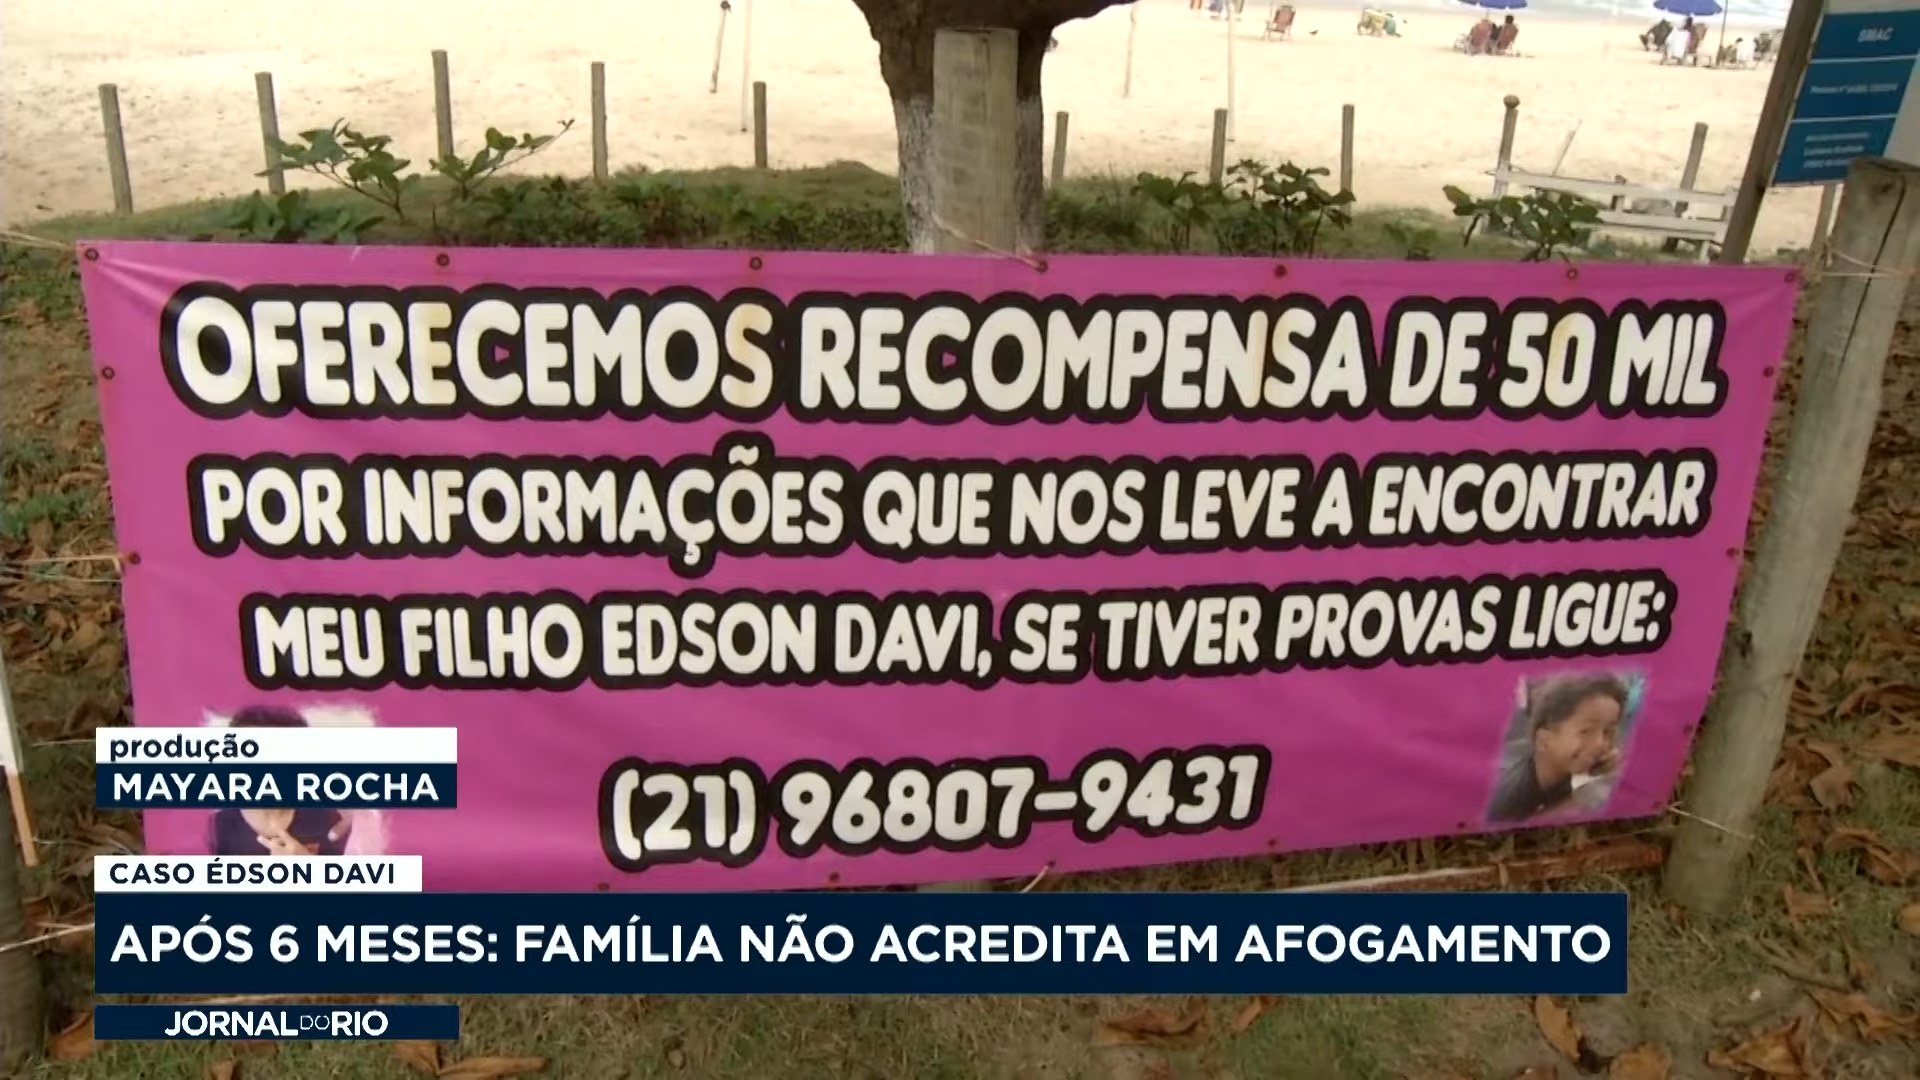 SMAC
OFERECEMOS RECOMPENSA DE 50 MIL
POR INFORMAÇÕES QUE NOS LEVE A ENCONTRAR
MEU FILHO EDSON DAVI, SE TIVER PROVAS LIGUE:
(21) 96807-9431
produção
MAYARA ROCHA
CASO ÉDSON DAVI
APÓS 6 MESES: FAMÍLIA NÃO ACREDITA EM AFOGAMENTO
JORNAL DO RIO